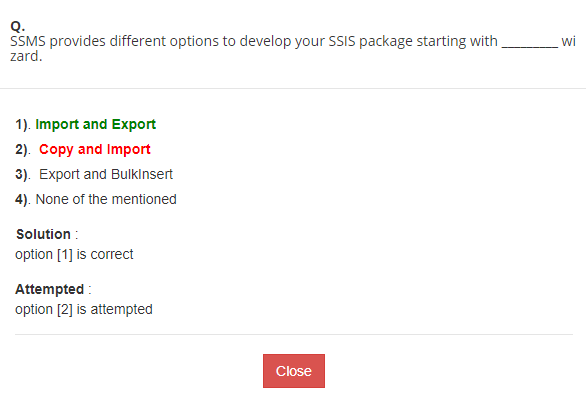 Q.
SSMS provides different options to develop your SSIS package starting with _________ wi
zard.
1). Import and Export
2). Copy and Import
3). Export and BulkInsert
4). None of the mentioned
Solution :
option [1] is correct
Attempted :
option [2] is attempted
Close